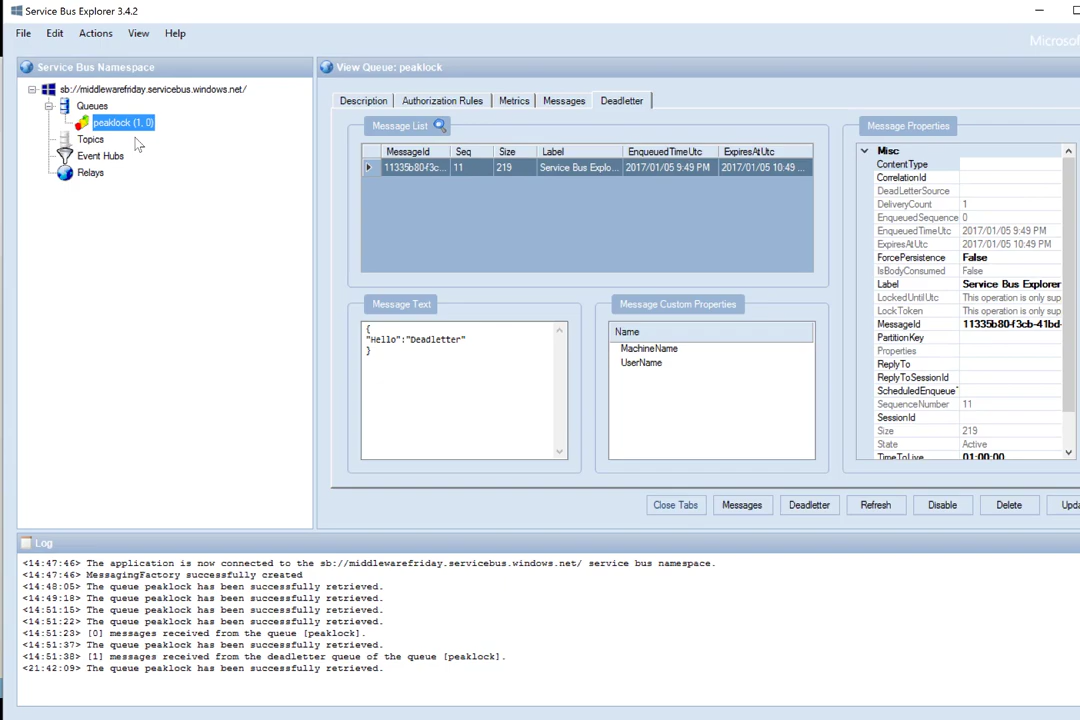 Service Bus Explorer 3.4.2
File Edit Actions View Help
Microsof
Service Bus Namespace
sb://middlewarefriday.servicebus.windows.net/
Queues
peaklock (1, 0)
Topics
Event Hubs
Relays
View Queue: peaklock
Description Authorization Rules Metrics Messages Deadletter
Message List
MessageId Seq Size Label EnqueuedTimeUtc ExpiresAtUtc
11335b80-f3c... 11 219 Service Bus Explo... 2017/01/05 9:49 PM 2017/01/05 10:49 ...
Message Text
{
"Hello":"Deadletter"
}
Message Custom Properties
Name
MachineName
UserName
Message Properties
Misc
ContentType
CorrelationId
DeadLetterSource
DeliveryCount 1
EnqueuedSequence 0
EnqueuedTimeUtc 2017/01/05 9:49 PM
ExpiresAtUtc 2017/01/05 10:49 PM
ForcePersistence False
IsBodyConsumed False
Label Service Bus Explorer
LockedUntilUtc This operation is only sup
LockToken This operation is only sup
MessageId 11335b80-f3cb-41bd-
PartitionKey
Properties
ReplyTo
ReplyToSessionId
ScheduledEnqueue
SequenceNumber 11
SessionId
Size 219
State Active
TimeToLive 01:00:00
Close Tabs Messages Deadletter Refresh Disable Delete Upda
Log
<14:47:46> The application is now connected to the sb://middlewarefriday.servicebus.windows.net/ service bus namespace.
<14:47:46> MessagingFactory successfully created
<14:48:05> The queue peaklock has been successfully retrieved.
<14:49:18> The queue peaklock has been successfully retrieved.
<14:51:15> The queue peaklock has been successfully retrieved.
<14:51:22> The queue peaklock has been successfully retrieved.
<14:51:23> [0] messages received from the queue [peaklock].
<14:51:37> The queue peaklock has been successfully retrieved.
<14:51:38> [1] messages received from the deadletter queue of the queue [peaklock].
<21:42:09> The queue peaklock has been successfully retrieved.